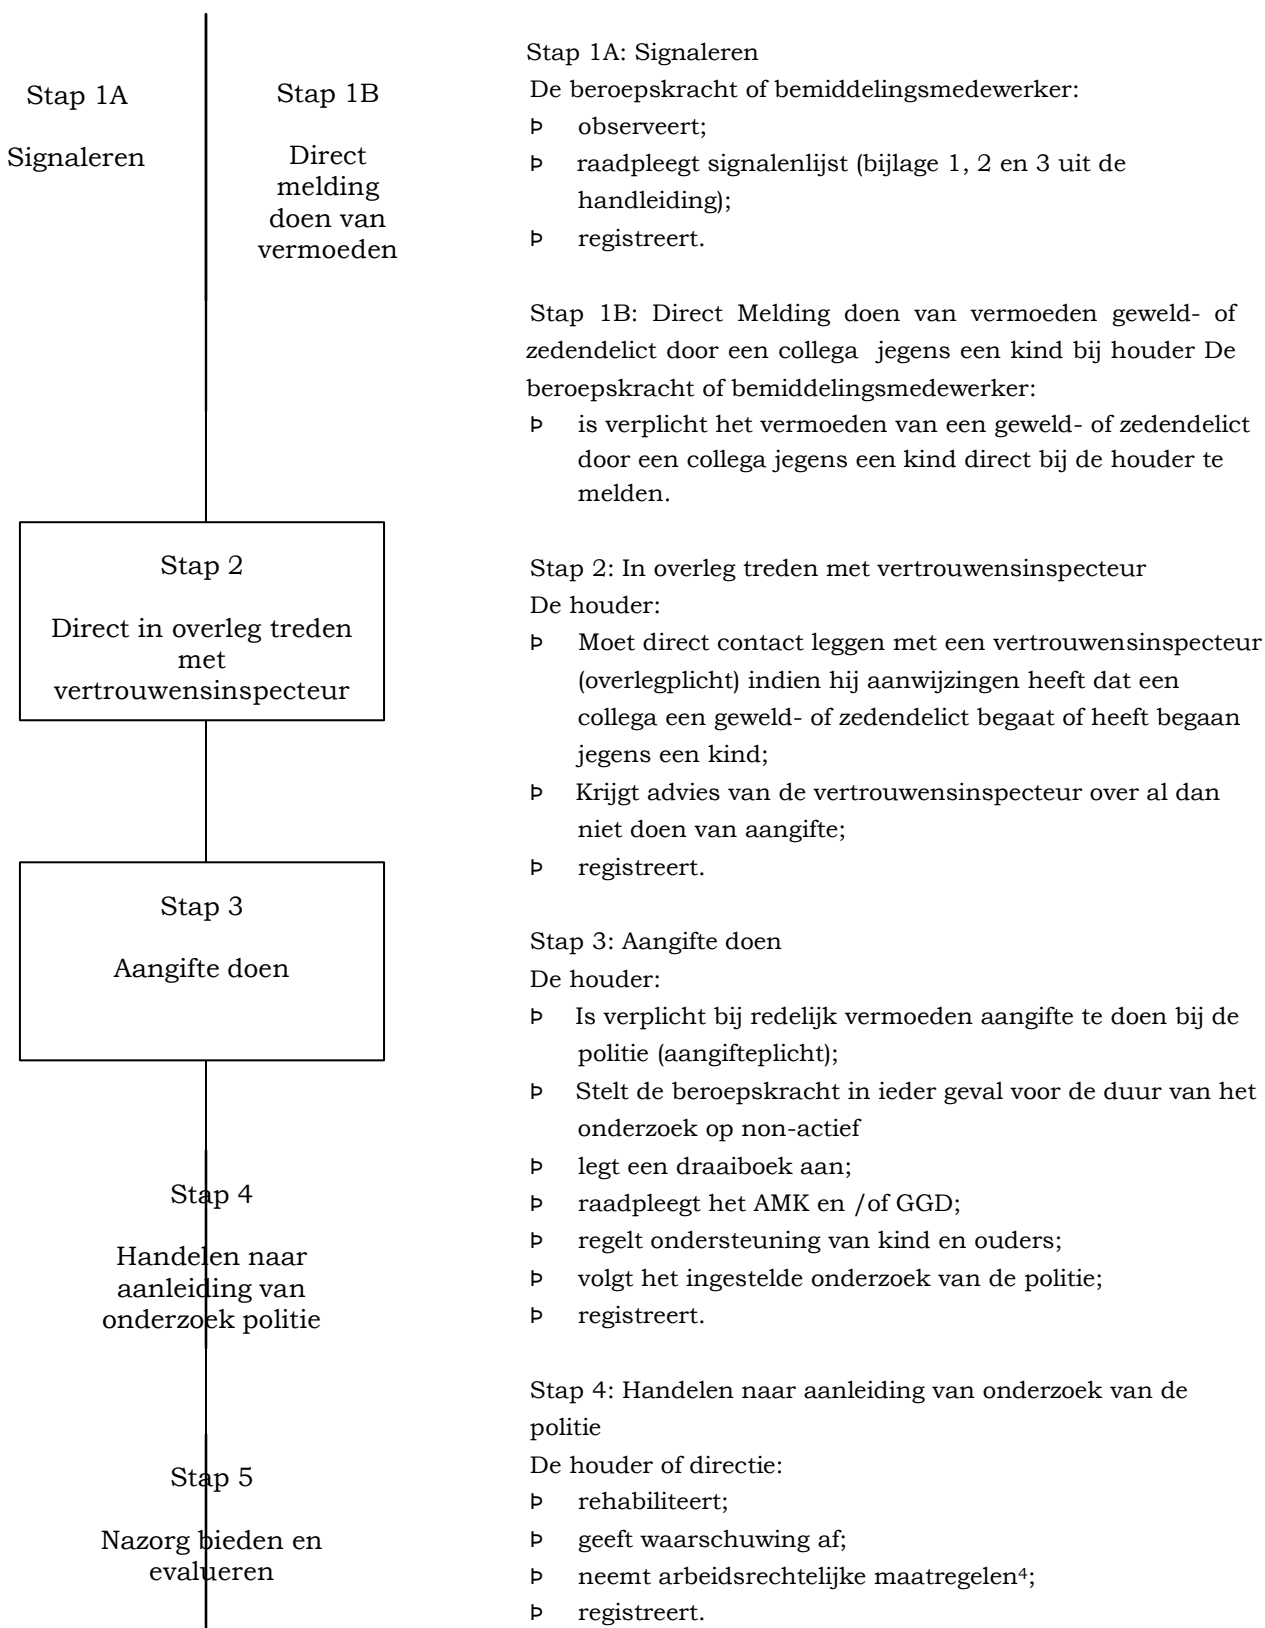 Stap 1A
Signaleren
Stap 1B
Direct
melding
doen van
vermoeden
Stap 2
Direct in overleg treden
met
vertrouwensinspecteur
Stap 3
Aangifte doen
Stap 4
Handelen naar
aanleiding van
onderzoek politie
Stap 5
Nazorg bieden en
evalueren
Stap 1A: Signaleren
De beroepskracht of bemiddelingsmedewerker:
Þ observeert;
Þ raadpleegt signalenlijst (bijlage 1, 2 en 3 uit de
handleiding);
Þ registreert.
Stap 1B: Direct Melding doen van vermoeden geweld- of
zedendelict door een collega jegens een kind bij houder De
beroepskracht of bemiddelingsmedewerker:
Þ is verplicht het vermoeden van een geweld- of zedendelict
door een collega jegens een kind direct bij de houder te
melden.
Stap 2: In overleg treden met vertrouwensinspecteur
De houder:
Þ Moet direct contact leggen met een vertrouwensinspecteur
(overlegplicht) indien hij aanwijzingen heeft dat een
collega een geweld- of zedendelict begaat of heeft begaan
jegens een kind;
Þ Krijgt advies van de vertrouwensinspecteur over al dan
niet doen van aangifte;
Þ registreert.
Stap 3: Aangifte doen
De houder:
Þ Is verplicht bij redelijk vermoeden aangifte te doen bij de
politie (aangifteplicht);
Þ Stelt de beroepskracht in ieder geval voor de duur van het
onderzoek op non-actief
Þ legt een draaiboek aan;
Þ raadpleegt het AMK en /of GGD;
Þ regelt ondersteuning van kind en ouders;
Þ volgt het ingestelde onderzoek van de politie;
Þ registreert.
Stap 4: Handelen naar aanleiding van onderzoek van de
politie
De houder of directie:
Þ rehabiliteert;
Þ geeft waarschuwing af;
Þ neemt arbeidsrechtelijke maatregelen⁴;
Þ registreert.